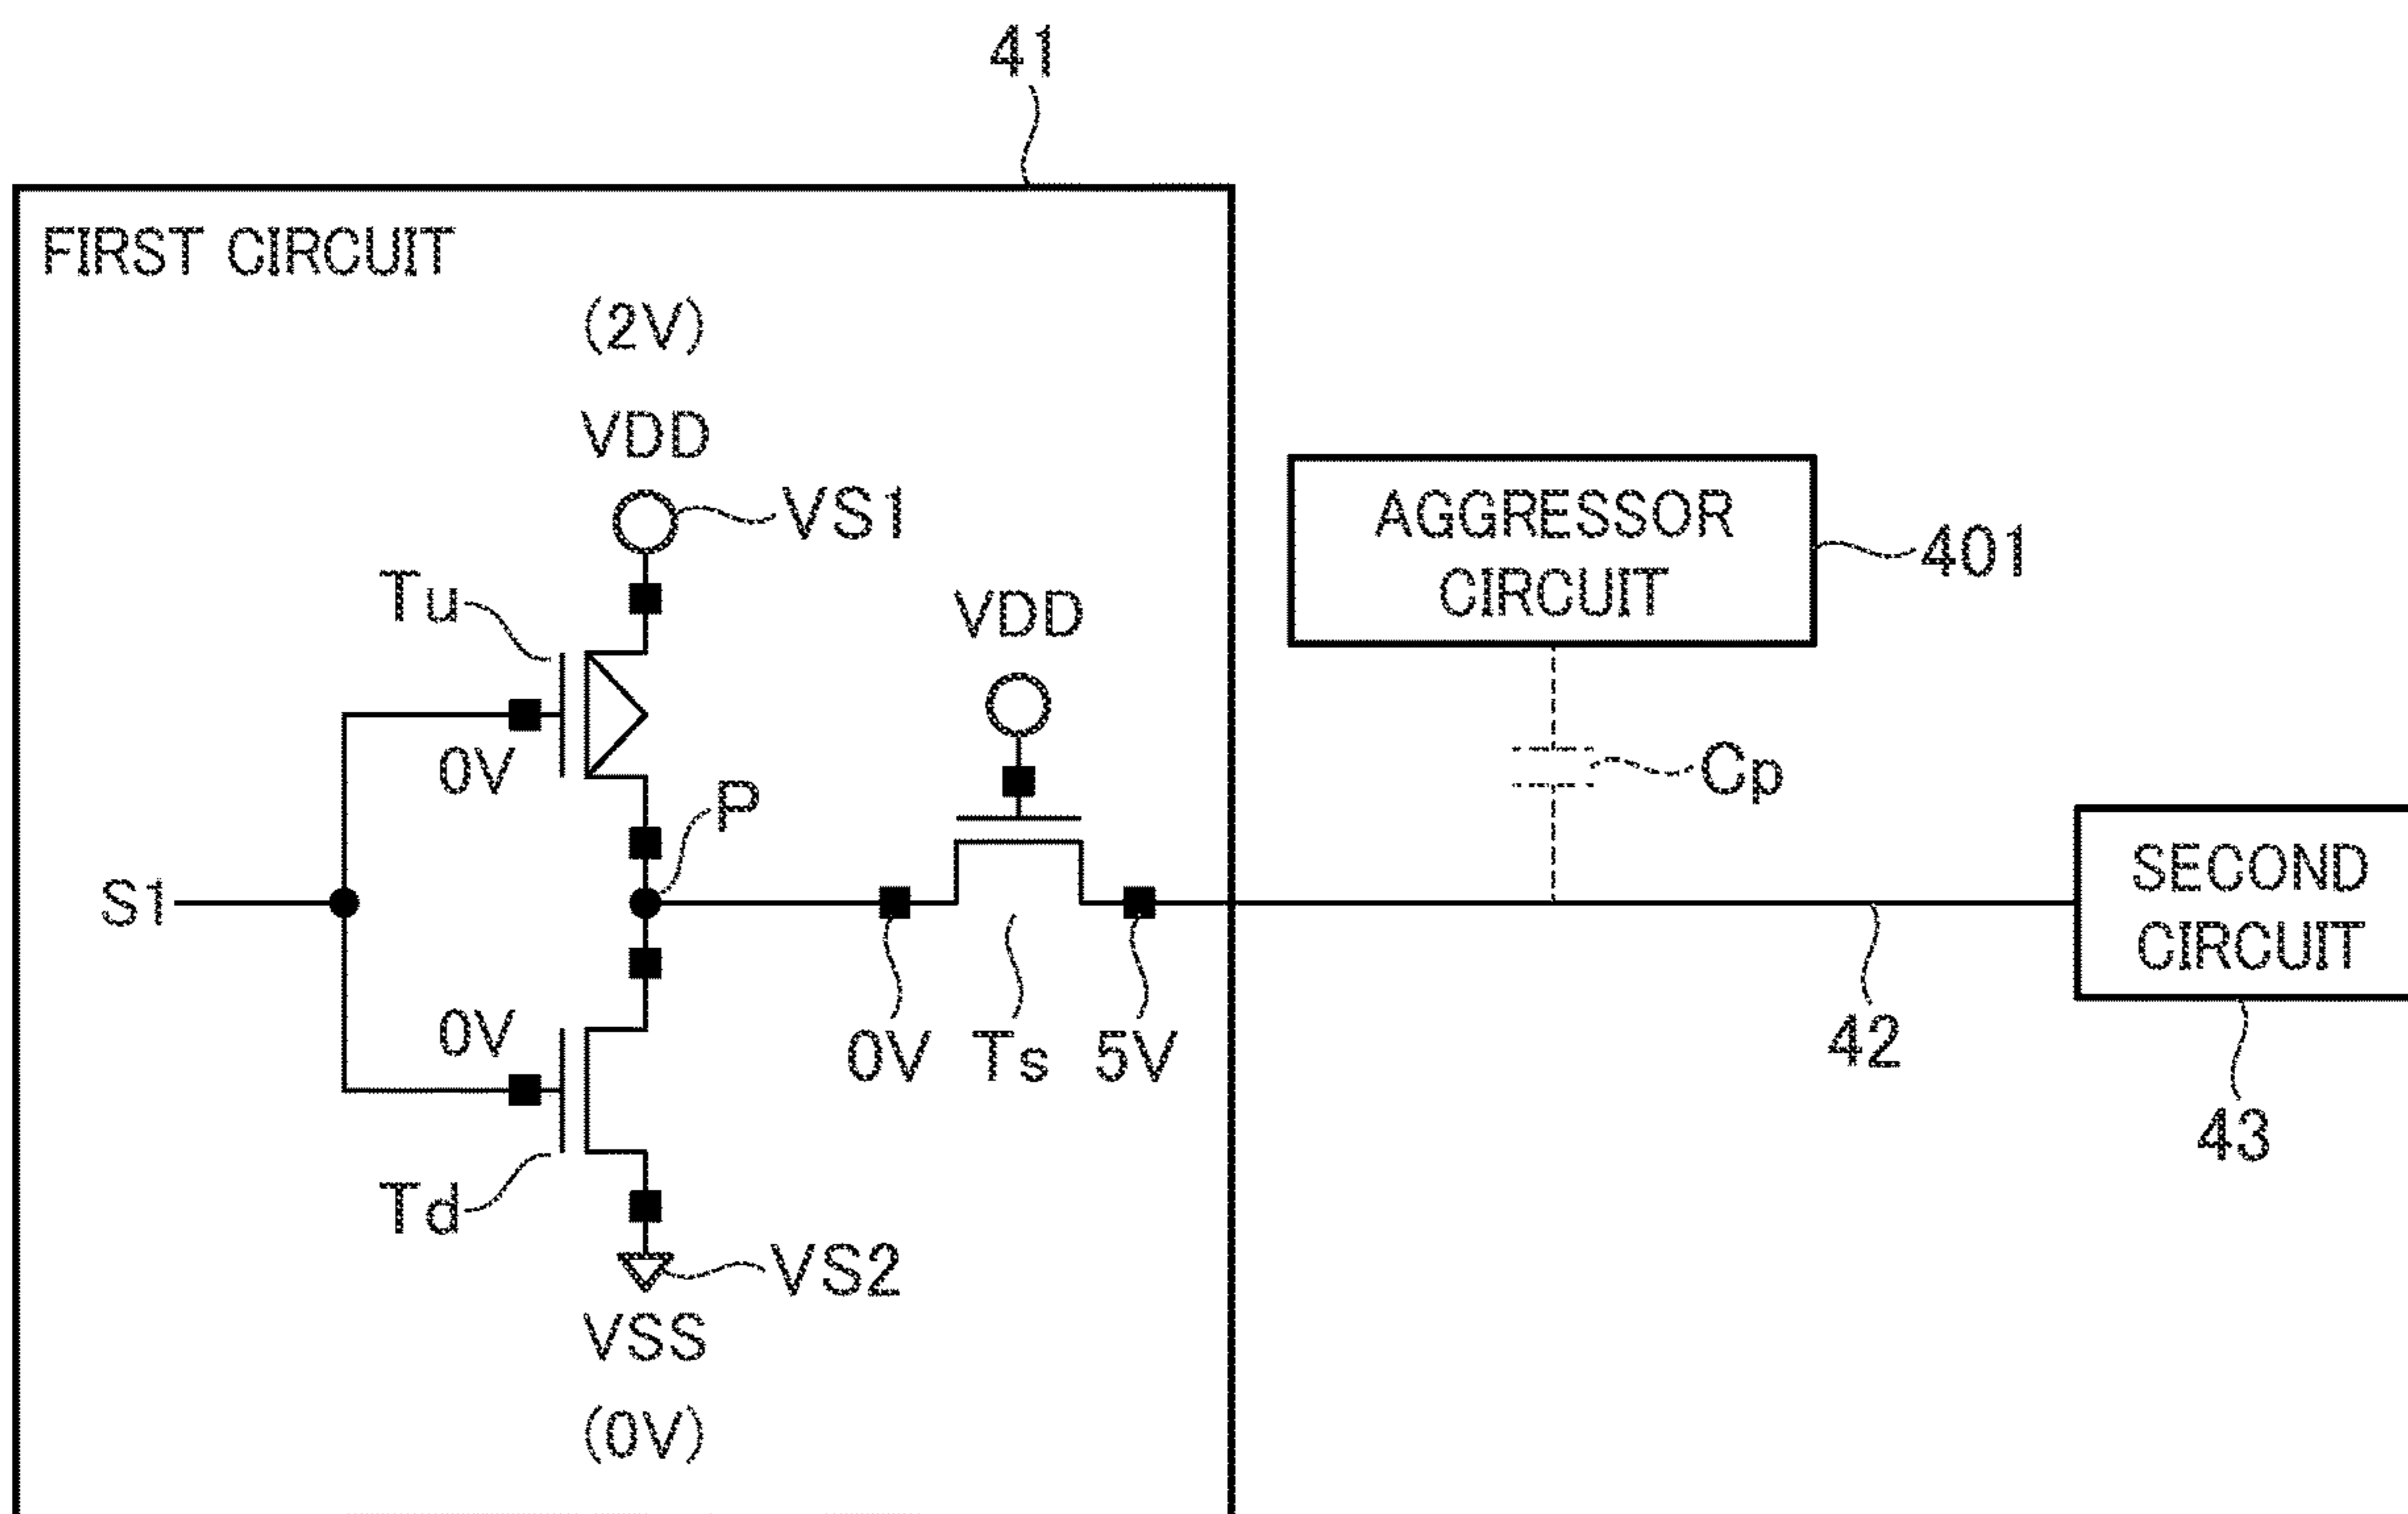 41
FIRST CIRCUIT
(2V)
VDD
VS1
Tu
0V
P
VDD
AGGRESSOR
CIRCUIT
401
Cp
S1
0V
Td
0V
Ts
5V
42
SECOND
CIRCUIT
43
VS2
VSS
(0V)